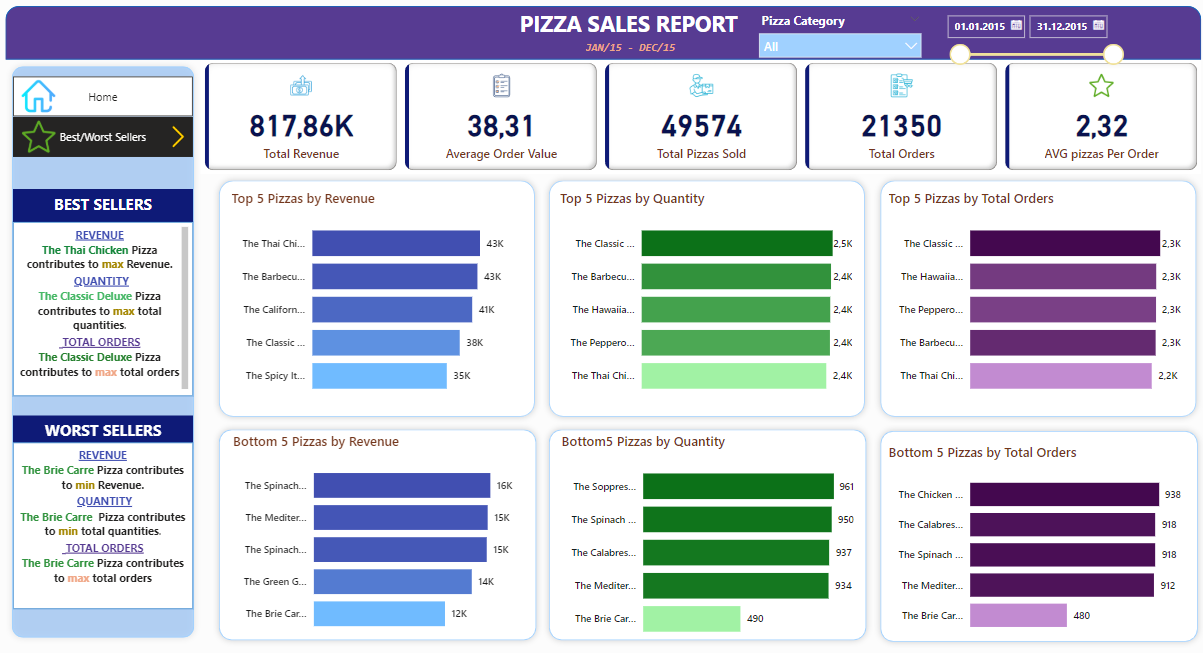 PIZZA SALES REPORT
JAN/15 - DEC/15
Pizza Category
All
01.01.2015
31.12.2015
Home
Best/Worst Sellers
817,86K
Total Revenue
38,31
Average Order Value
49574
Total Pizzas Sold
21350
Total Orders
2,32
AVG pizzas Per Order
BEST SELLERS
REVENUE
The Thai Chicken Pizza
contributes to max Revenue.
QUANTITY
The Classic Deluxe Pizza
contributes to max total
quantities.
TOTAL ORDERS
The Classic Deluxe Pizza
contributes to max total orders
WORST SELLERS
REVENUE
The Brie Carre Pizza contributes
to min Revenue.
QUANTITY
The Brie Carre Pizza contributes
to min total quantities.
TOTAL ORDERS
The Brie Carre Pizza contributes
to max total orders
Top 5 Pizzas by Revenue
The Thai Chi... 43K
The Barbecu... 43K
The Californ... 41K
The Classic ... 38K
The Spicy It... 35K
Top 5 Pizzas by Quantity
The Classic ... 2,5K
The Barbecu... 2,4K
The Hawaiia... 2,4K
The Peppero... 2,4K
The Thai Chi... 2,4K
Top 5 Pizzas by Total Orders
The Classic ... 2,3K
The Hawaiia... 2,3K
The Peppero... 2,3K
The Barbecu... 2,3K
The Thai Chi... 2,2K
Bottom 5 Pizzas by Revenue
The Spinach... 16K
The Mediter... 15K
The Spinach... 15K
The Green G... 14K
The Brie Car... 12K
Bottom5 Pizzas by Quantity
The Soppres... 961
The Spinach ... 950
The Calabres... 937
The Mediter... 934
The Brie Car... 490
Bottom 5 Pizzas by Total Orders
The Chicken ... 938
The Calabres... 918
The Spinach ... 918
The Mediter... 912
The Brie Car... 480